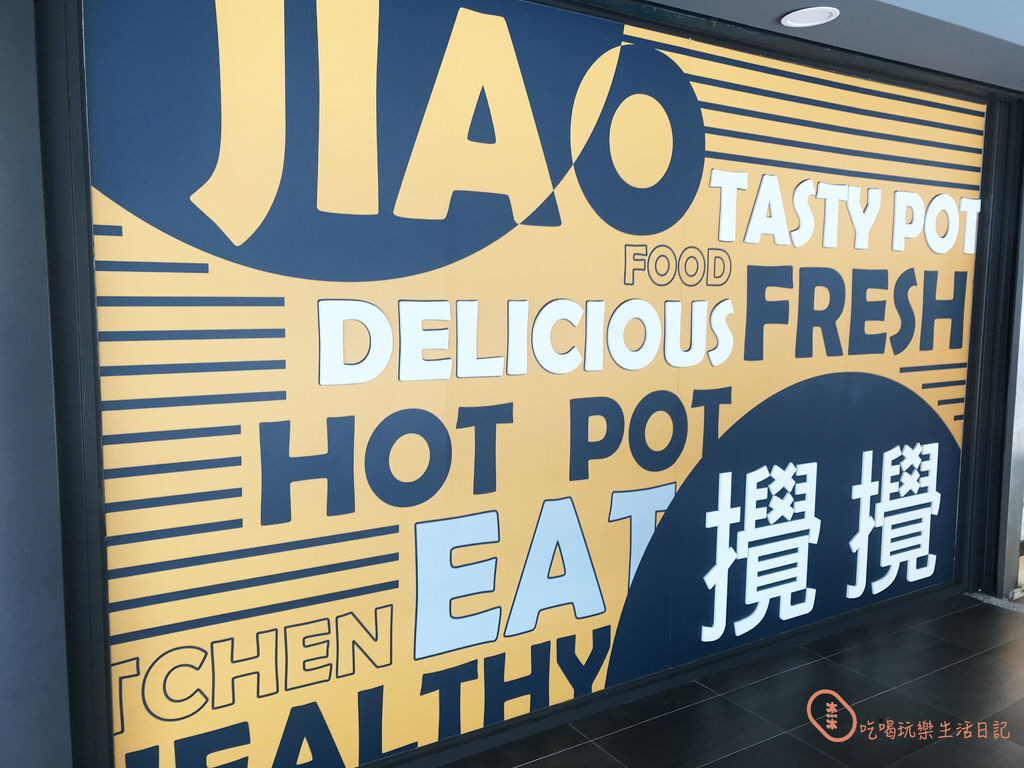 JIAO
TASTY POT
FOOD
DELICIOUS
FRESH
HOT POT
EAT
攪攪
TCHEN
EALTHY
吃喝玩樂生活日記